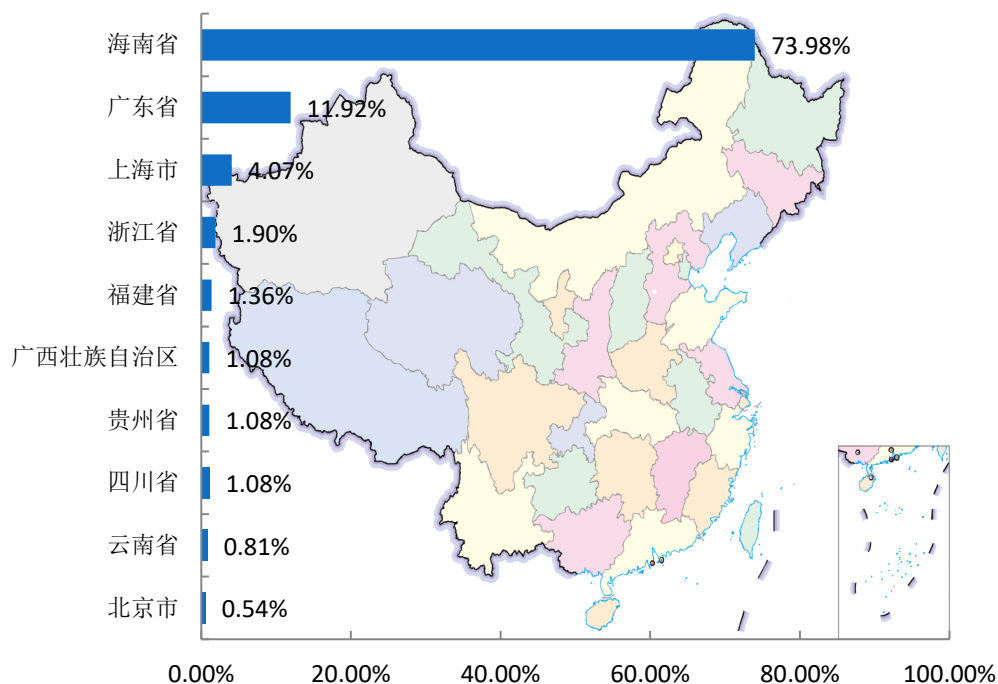 海南省 73.98%
广东省 11.92%
上海市 4.07%
浙江省 1.90%
福建省 1.36%
广西壮族自治区 1.08%
贵州省 1.08%
四川省 1.08%
云南省 0.81%
北京市 0.54%
0.00% 20.00% 40.00% 60.00% 80.00% 100.00%